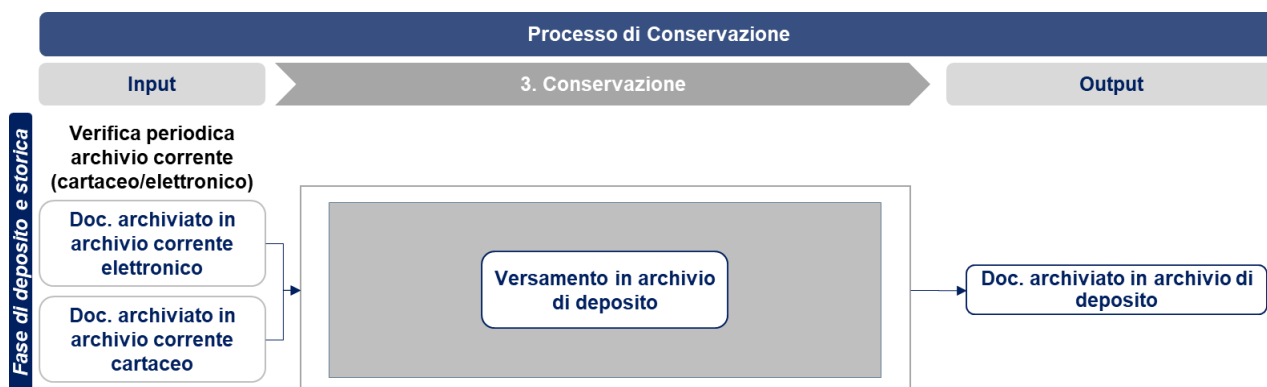 Processo di Conservazione
Input
3. Conservazione
Output
Fase di deposito e storica
Verifica periodica
archivio corrente
(cartaceo/elettronico)
Doc. archiviato in
archivio corrente
elettronico
Doc. archiviato in
archivio corrente
cartaceo
Versamento in archivio
di deposito
Doc. archiviato in archivio di
deposito